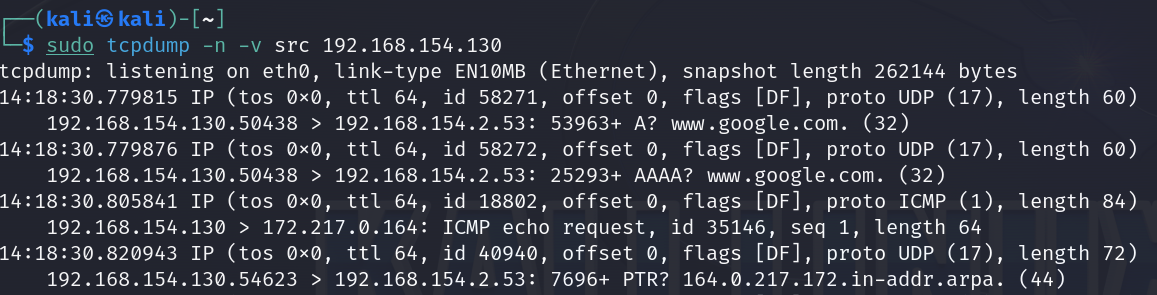 ┌──(kali㉿kali)-[~]
└─$ sudo tcpdump -n -v src 192.168.154.130
tcpdump: listening on eth0, link-type EN10MB (Ethernet), snapshot length 262144 bytes
14:18:30.779815 IP (tos 0x0, ttl 64, id 58271, offset 0, flags [DF], proto UDP (17), length 60)
    192.168.154.130.50438 > 192.168.154.2.53: 53963+ A? www.google.com. (32)
14:18:30.779876 IP (tos 0x0, ttl 64, id 58272, offset 0, flags [DF], proto UDP (17), length 60)
    192.168.154.130.50438 > 192.168.154.2.53: 25293+ AAAA? www.google.com. (32)
14:18:30.805841 IP (tos 0x0, ttl 64, id 18802, offset 0, flags [DF], proto ICMP (1), length 84)
    192.168.154.130 > 172.217.0.164: ICMP echo request, id 35146, seq 1, length 64
14:18:30.820943 IP (tos 0x0, ttl 64, id 40940, offset 0, flags [DF], proto UDP (17), length 72)
    192.168.154.130.54623 > 192.168.154.2.53: 7696+ PTR? 164.0.217.172.in-addr.arpa. (44)